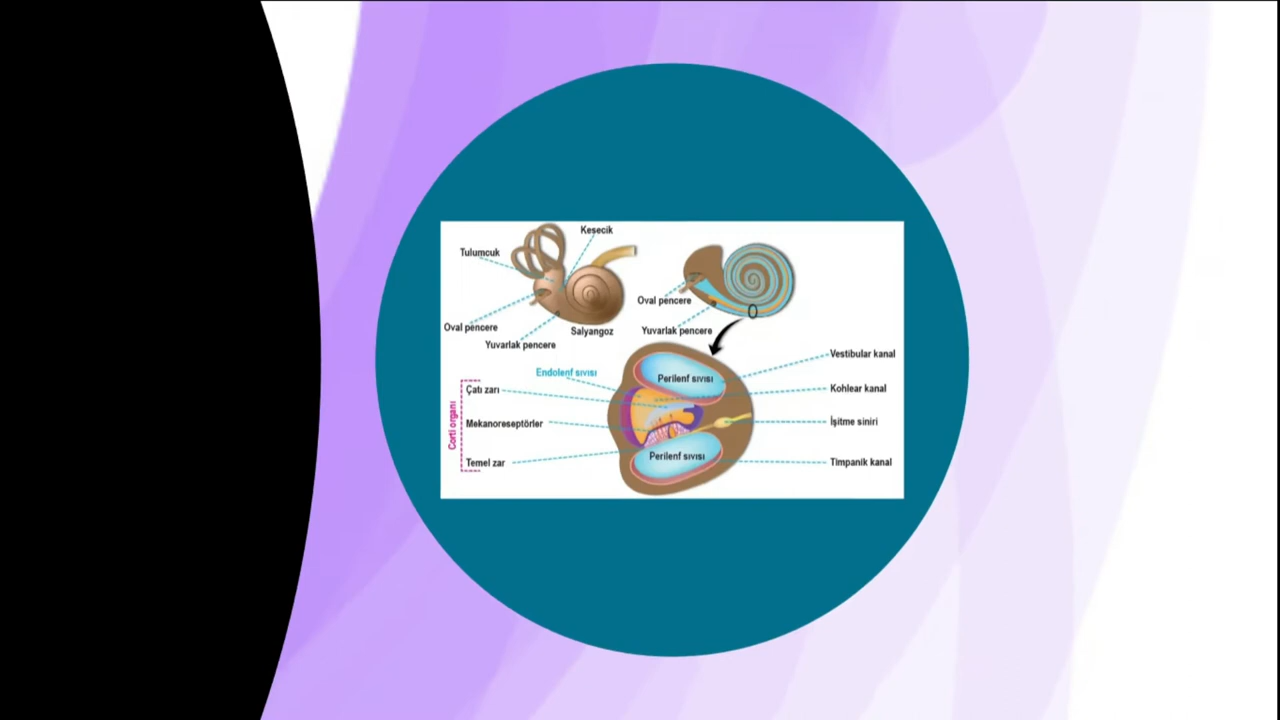 Kesecik
Tulumcuk
Oval pencere
Yuvarlak pencere
Salyangoz
Oval pencere
Yuvarlak pencere
Endolenf sıvısı
Corti organı
Çatı zarı
Mekanoreseptörler
Temel zar
Perilenf sıvısı
Perilenf sıvısı
Vestibular kanal
Kohlear kanal
İşitme siniri
Timpanik kanal